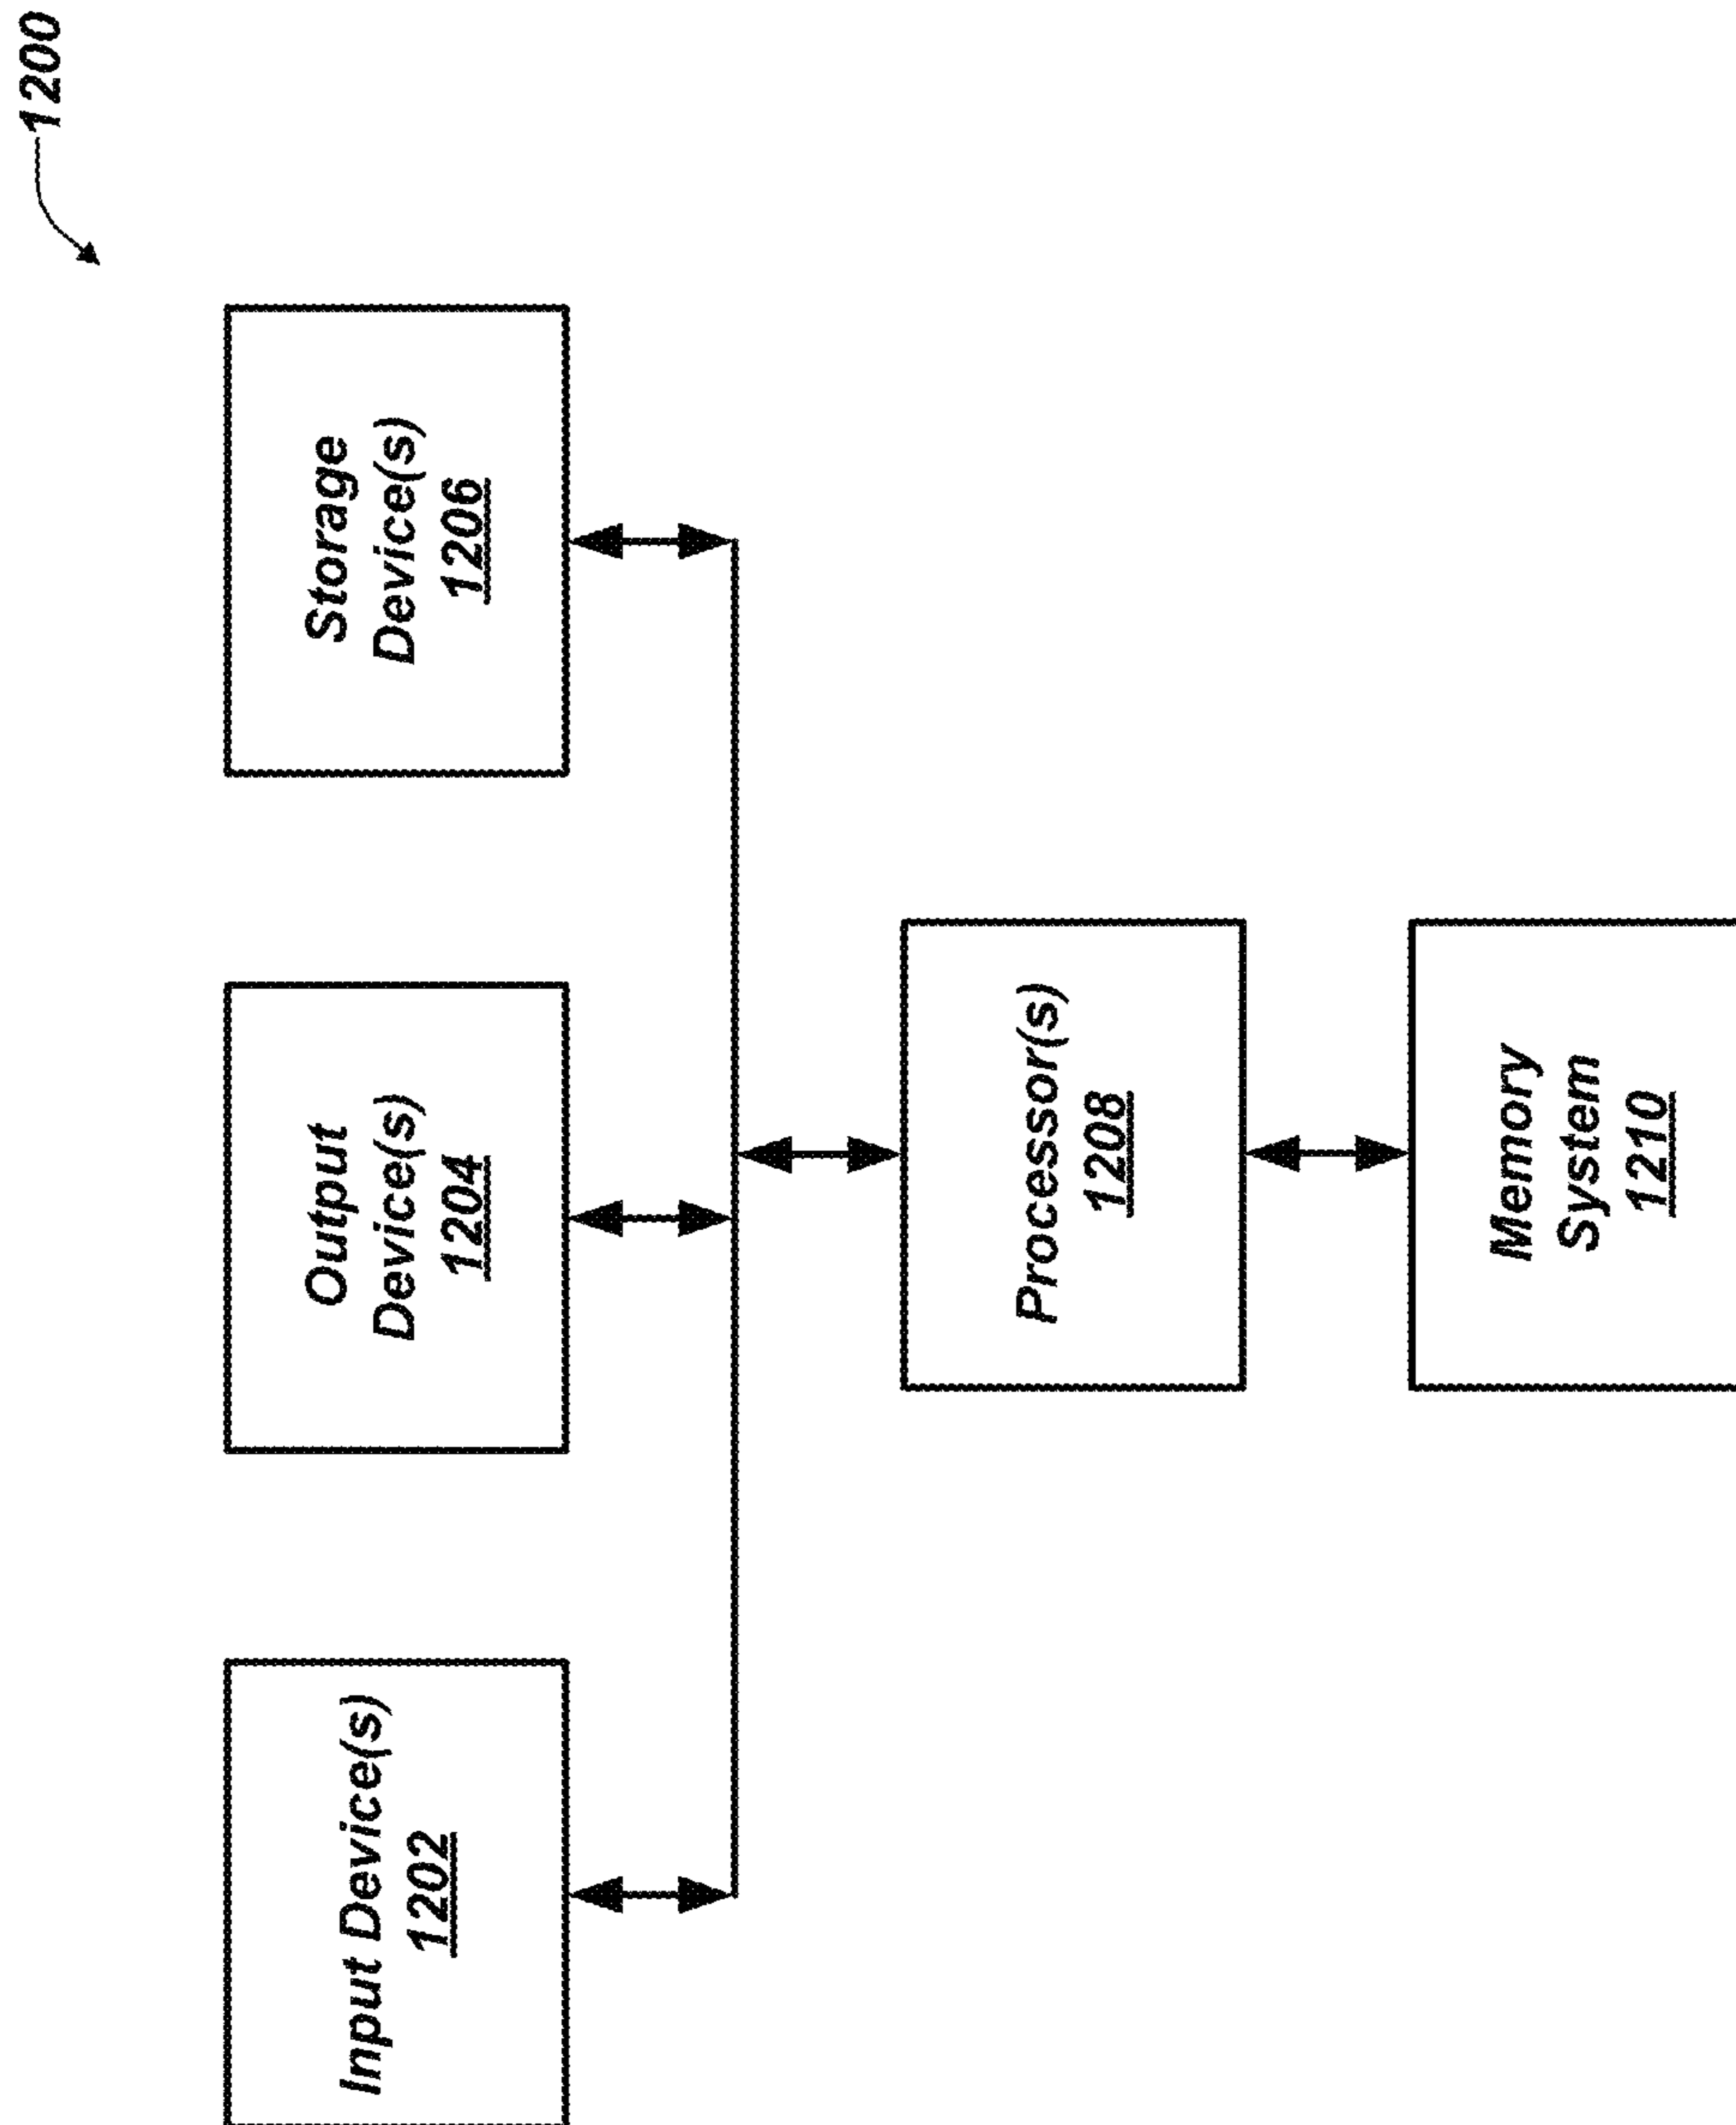 1200
Input Device(s)
1202
Output
Device(s)
1204
Storage
Device(s)
1206
Processor(s)
1208
Memory
System
1210